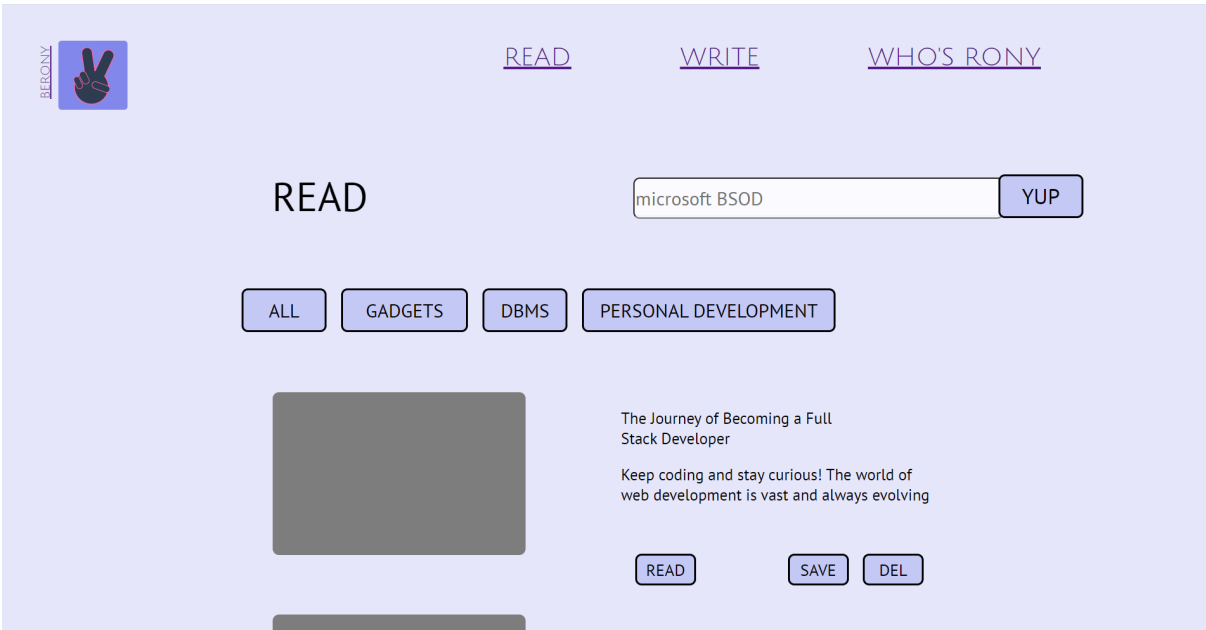 BERONY
READ
WRITE
WHO'S RONY
READ
microsoft BSOD
YUP
ALL
GADGETS
DBMS
PERSONAL DEVELOPMENT
The Journey of Becoming a Full
Stack Developer
Keep coding and stay curious! The world of
web development is vast and always evolving
READ
SAVE
DEL